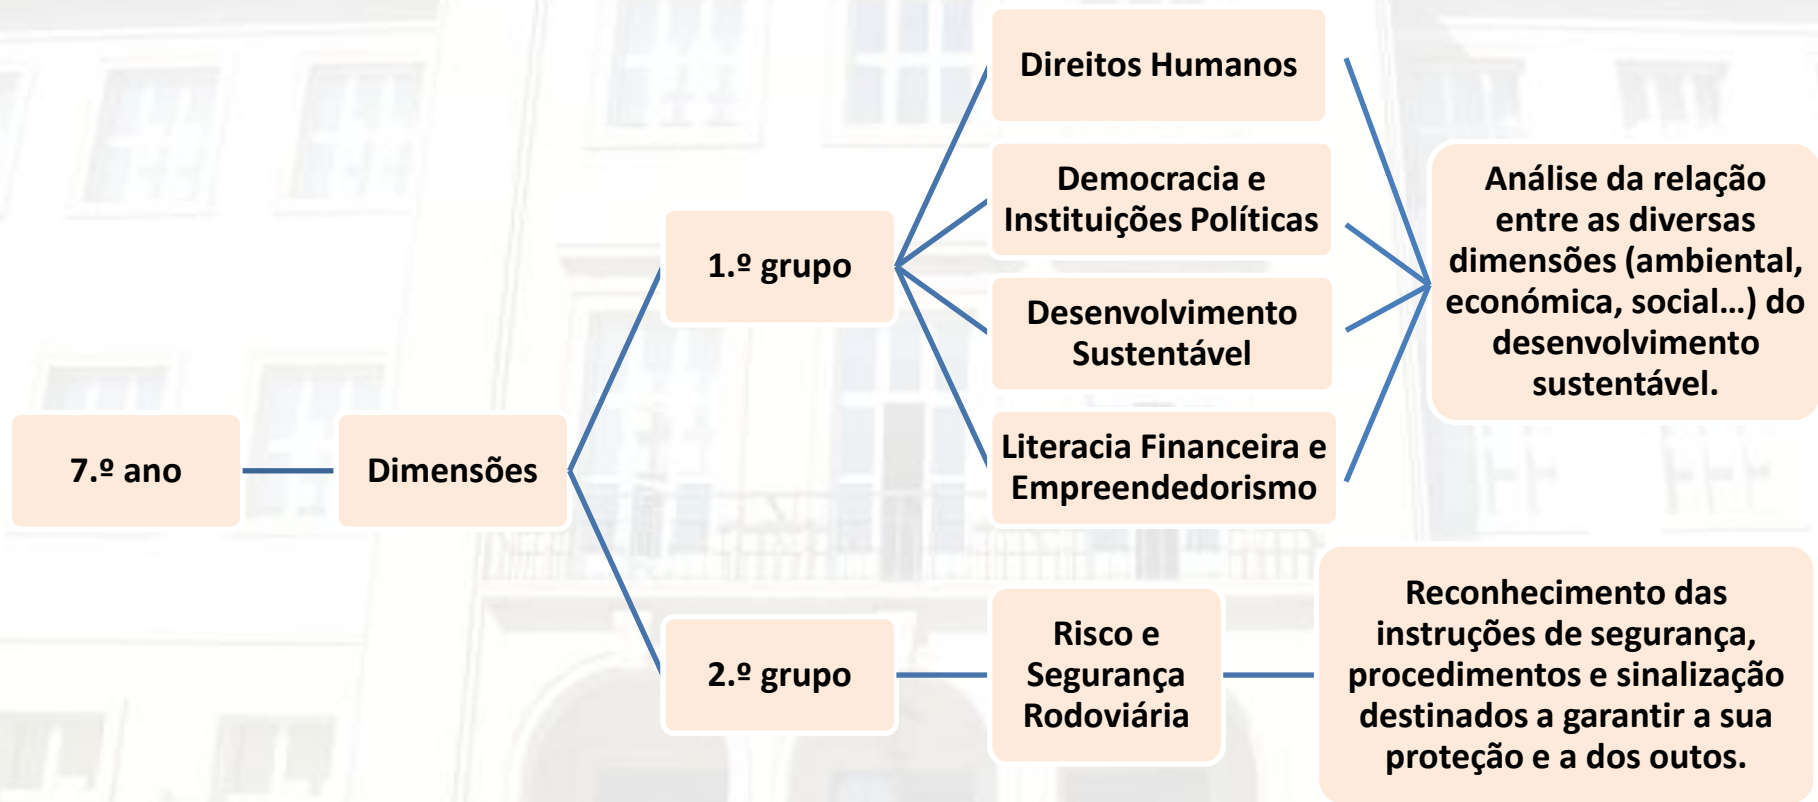 7.º ano
Dimensões
1.º grupo
Direitos Humanos
Democracia e
Instituições Políticas
Desenvolvimento
Sustentável
Literacia Financeira e
Empreendedorismo
Análise da relação
entre as diversas
dimensões (ambiental,
económica, social…) do
desenvolvimento
sustentável.
2.º grupo
Risco e
Segurança
Rodoviária
Reconhecimento das
instruções de segurança,
procedimentos e sinalização
destinados a garantir a sua
proteção e a dos outos.